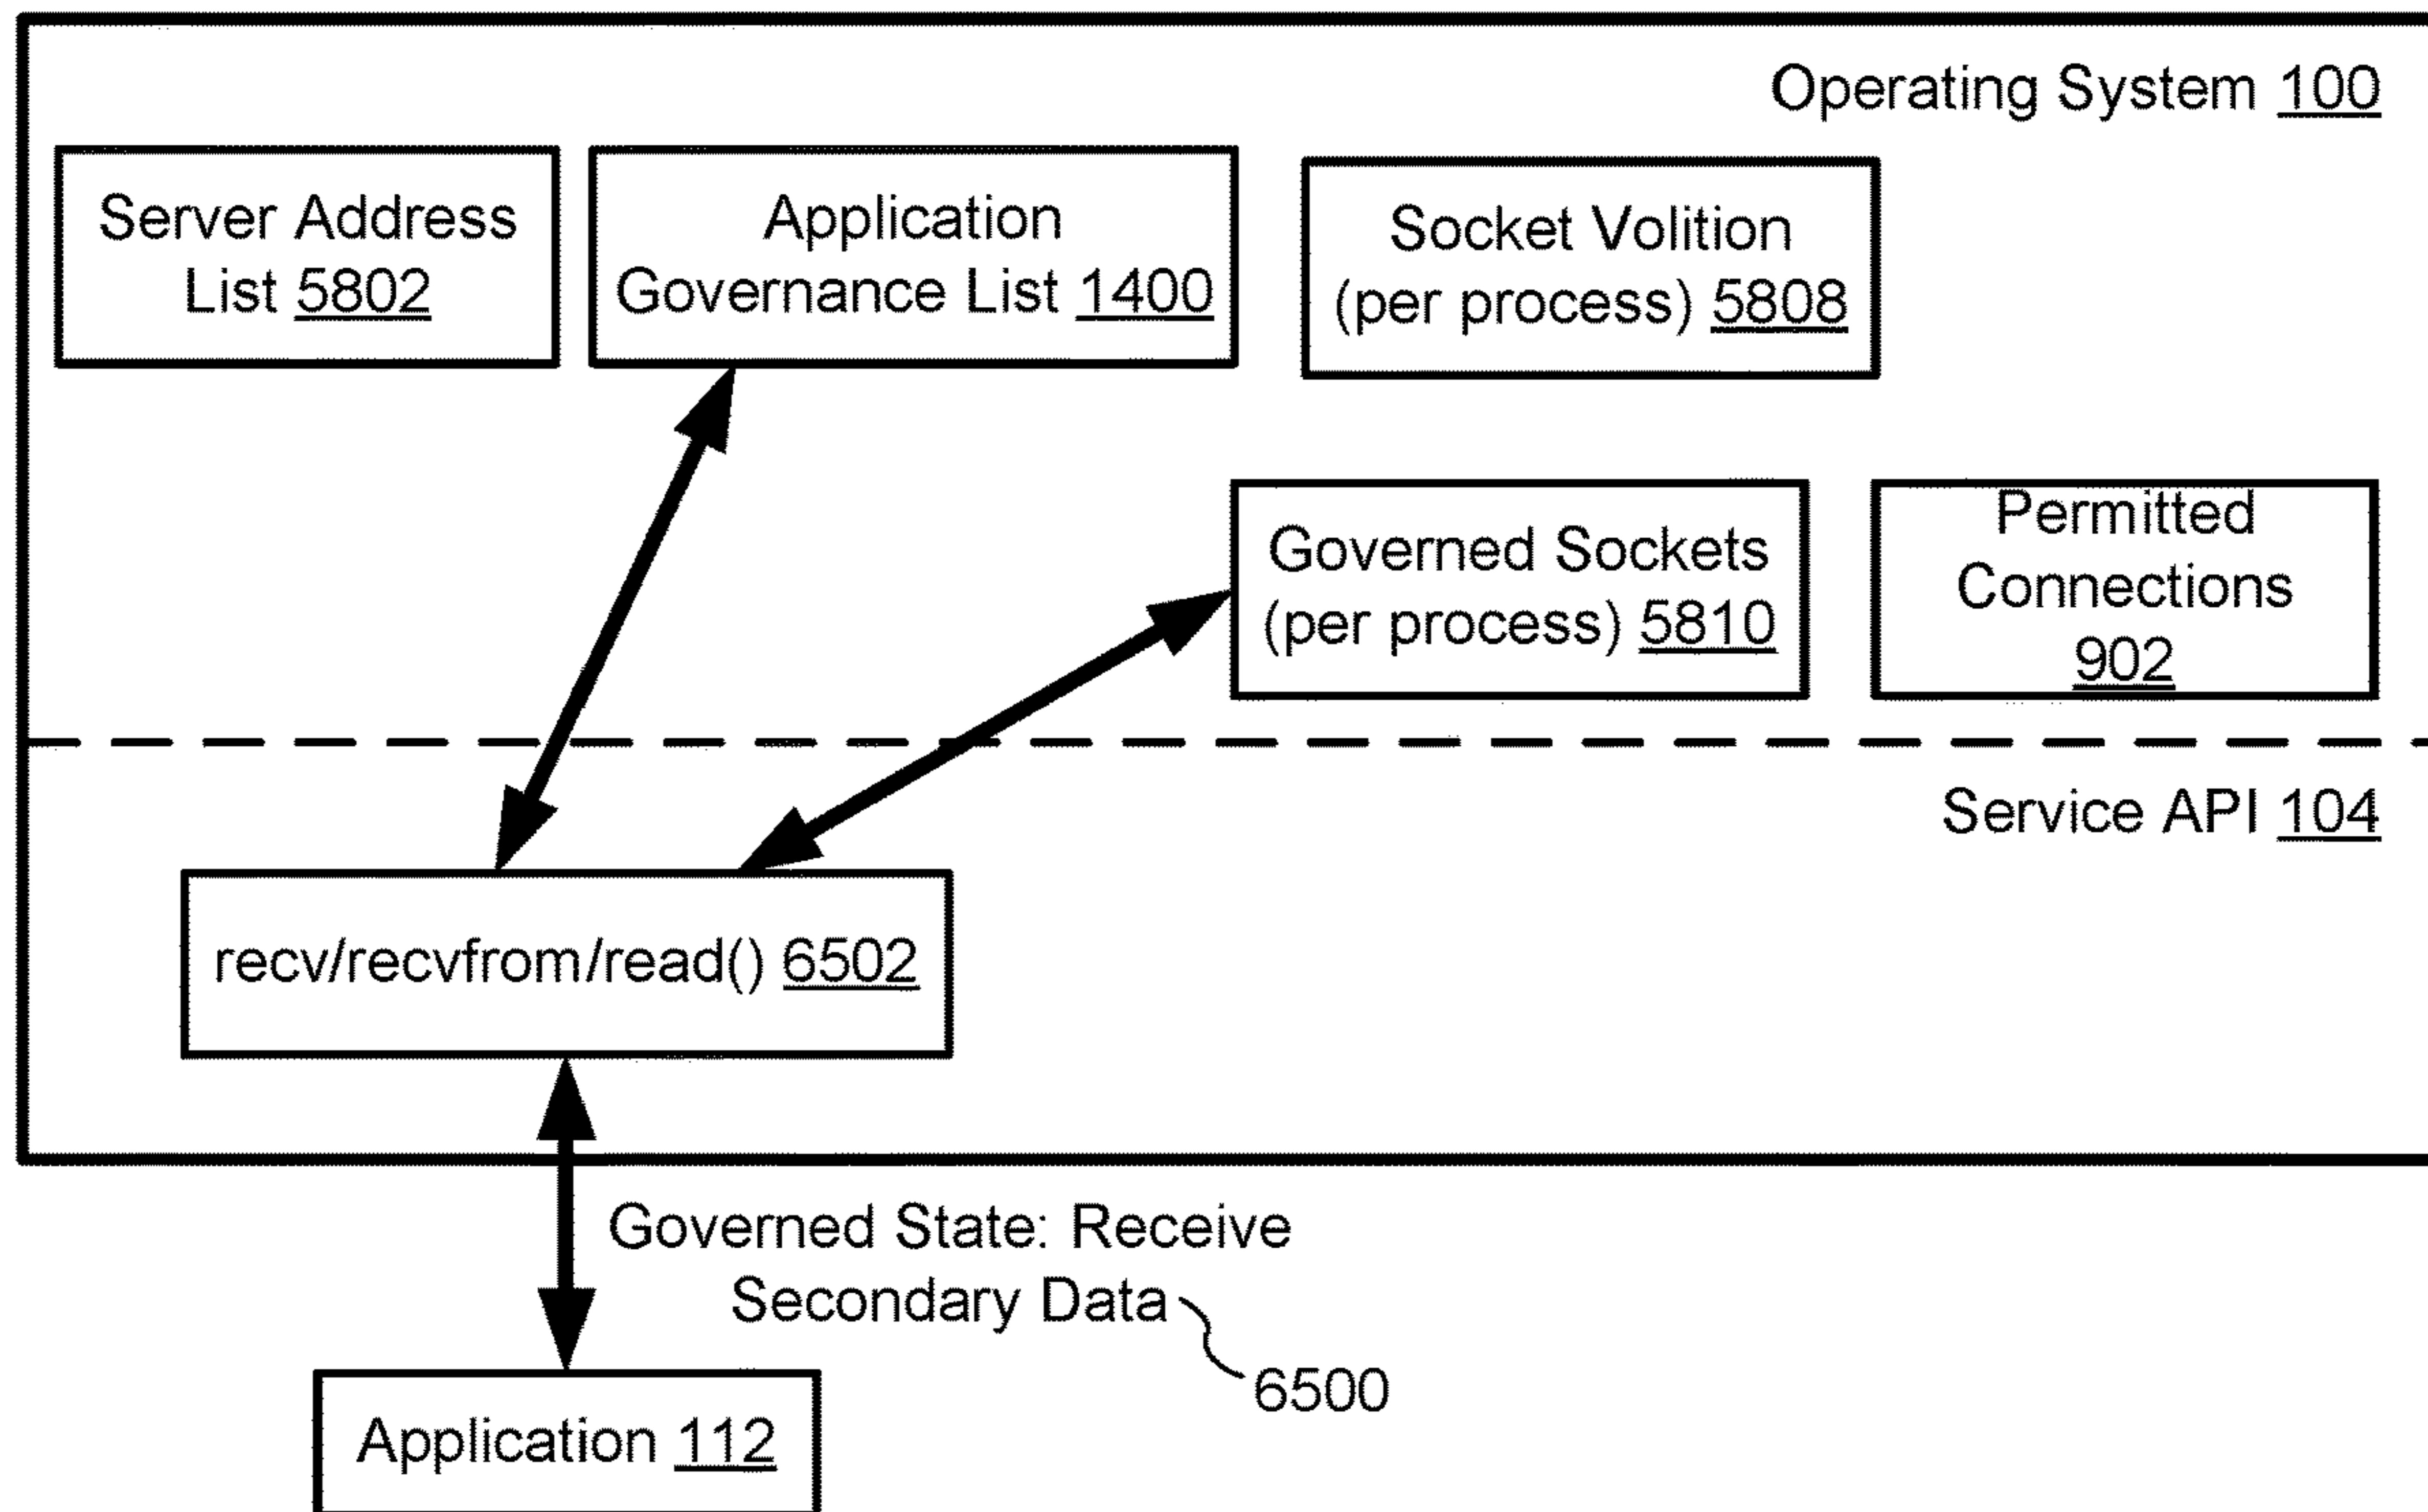 Operating System 100
Server Address
List 5802
Application
Governance List 1400
Socket Volition
(per process) 5808
Governed Sockets
(per process) 5810
Permitted
Connections
902
Service API 104
recv/recvfrom/read() 6502
Governed State: Receive
Secondary Data
6500
Application 112